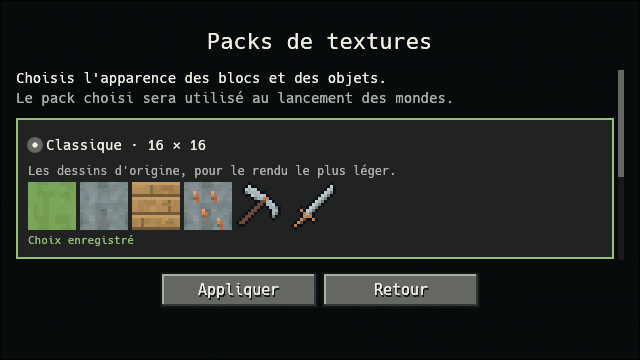 Packs de textures
Choisis l'apparence des blocs et des objets.
Le pack choisi sera utilisé au lancement des mondes.
Classique · 16 × 16
Les dessins d'origine, pour le rendu le plus léger.
Choix enregistré
Appliquer
Retour